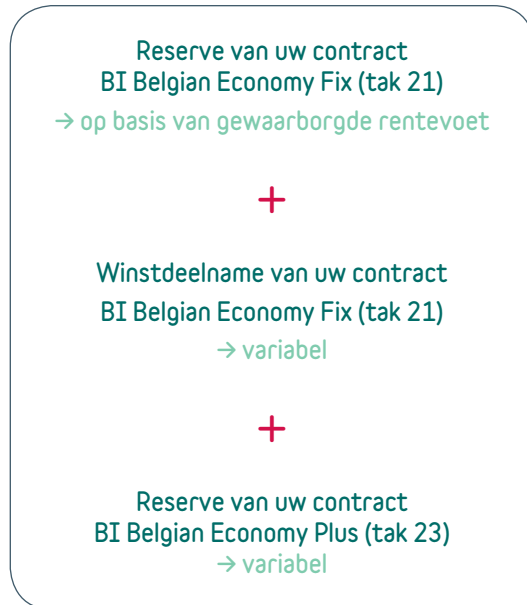 Reserve van uw contract
BI Belgian Economy Fix (tak 21)
→ op basis van gewaarborgde rentevoet
+
Winstdeelname van uw contract
BI Belgian Economy Fix (tak 21)
→ variabel
+
Reserve van uw contract
BI Belgian Economy Plus (tak 23)
→ variabel